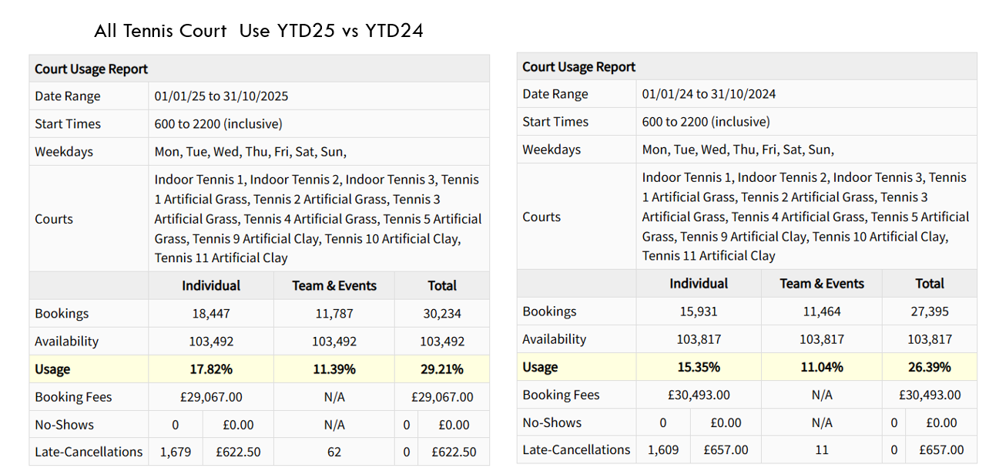 All Tennis Court Use YTD25 vs YTD24
Court Usage Report
Date Range 01/01/25 to 31/10/2025
Start Times 600 to 2200 (inclusive)
Weekdays Mon, Tue, Wed, Thu, Fri, Sat, Sun,
Courts
Indoor Tennis 1, Indoor Tennis 2, Indoor Tennis 3, Tennis
1 Artificial Grass, Tennis 2 Artificial Grass, Tennis 3
Artificial Grass, Tennis 4 Artificial Grass, Tennis 5 Artificial
Grass, Tennis 9 Artificial Clay, Tennis 10 Artificial Clay,
Tennis 11 Artificial Clay
Individual Team & Events Total
Bookings 18,447 11,787 30,234
Availability 103,492 103,492 103,492
Usage 17.82% 11.39% 29.21%
Booking Fees £29,067.00 N/A £29,067.00
No-Shows 0 £0.00 N/A 0 £0.00
Late-Cancellations 1,679 £622.50 62 0 £622.50
Court Usage Report
Date Range 01/01/24 to 31/10/2024
Start Times 600 to 2200 (inclusive)
Weekdays Mon, Tue, Wed, Thu, Fri, Sat, Sun,
Courts
Indoor Tennis 1, Indoor Tennis 2, Indoor Tennis 3, Tennis
1 Artificial Grass, Tennis 2 Artificial Grass, Tennis 3
Artificial Grass, Tennis 4 Artificial Grass, Tennis 5 Artificial
Grass, Tennis 9 Artificial Clay, Tennis 10 Artificial Clay,
Tennis 11 Artificial Clay
Individual Team & Events Total
Bookings 15,931 11,464 27,395
Availability 103,817 103,817 103,817
Usage 15.35% 11.04% 26.39%
Booking Fees £30,493.00 N/A £30,493.00
No-Shows 0 £0.00 N/A 0 £0.00
Late-Cancellations 1,609 £657.00 11 0 £657.00